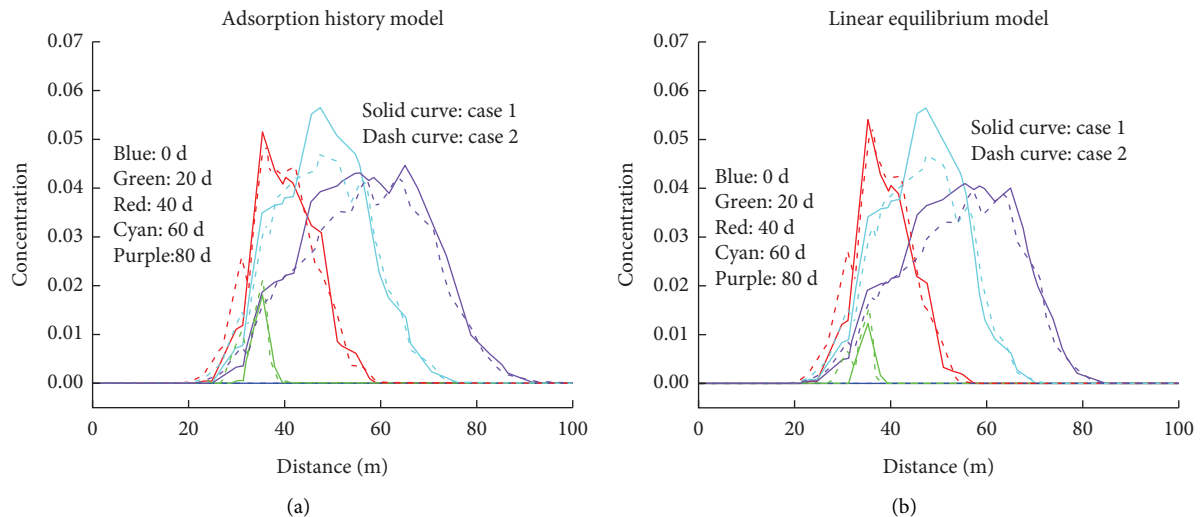 Adsorption history model
0.07
0.06
0.05
0.04
0.03
0.02
0.01
0.00
Concentration
Solid curve: case 1
Dash curve: case 2
Blue: 0 d
Green: 20 d
Red: 40 d
Cyan: 60 d
Purple:80 d
0 20 40 60 80 100
Distance (m)
(a)
Linear equilibrium model
0.07
0.06
0.05
0.04
0.03
0.02
0.01
0.00
Concentration
Solid curve: case 1
Dash curve: case 2
Blue: 0 d
Green: 20 d
Red: 40 d
Cyan: 60 d
Purple: 80 d
0 20 40 60 80 100
Distance (m)
(b)